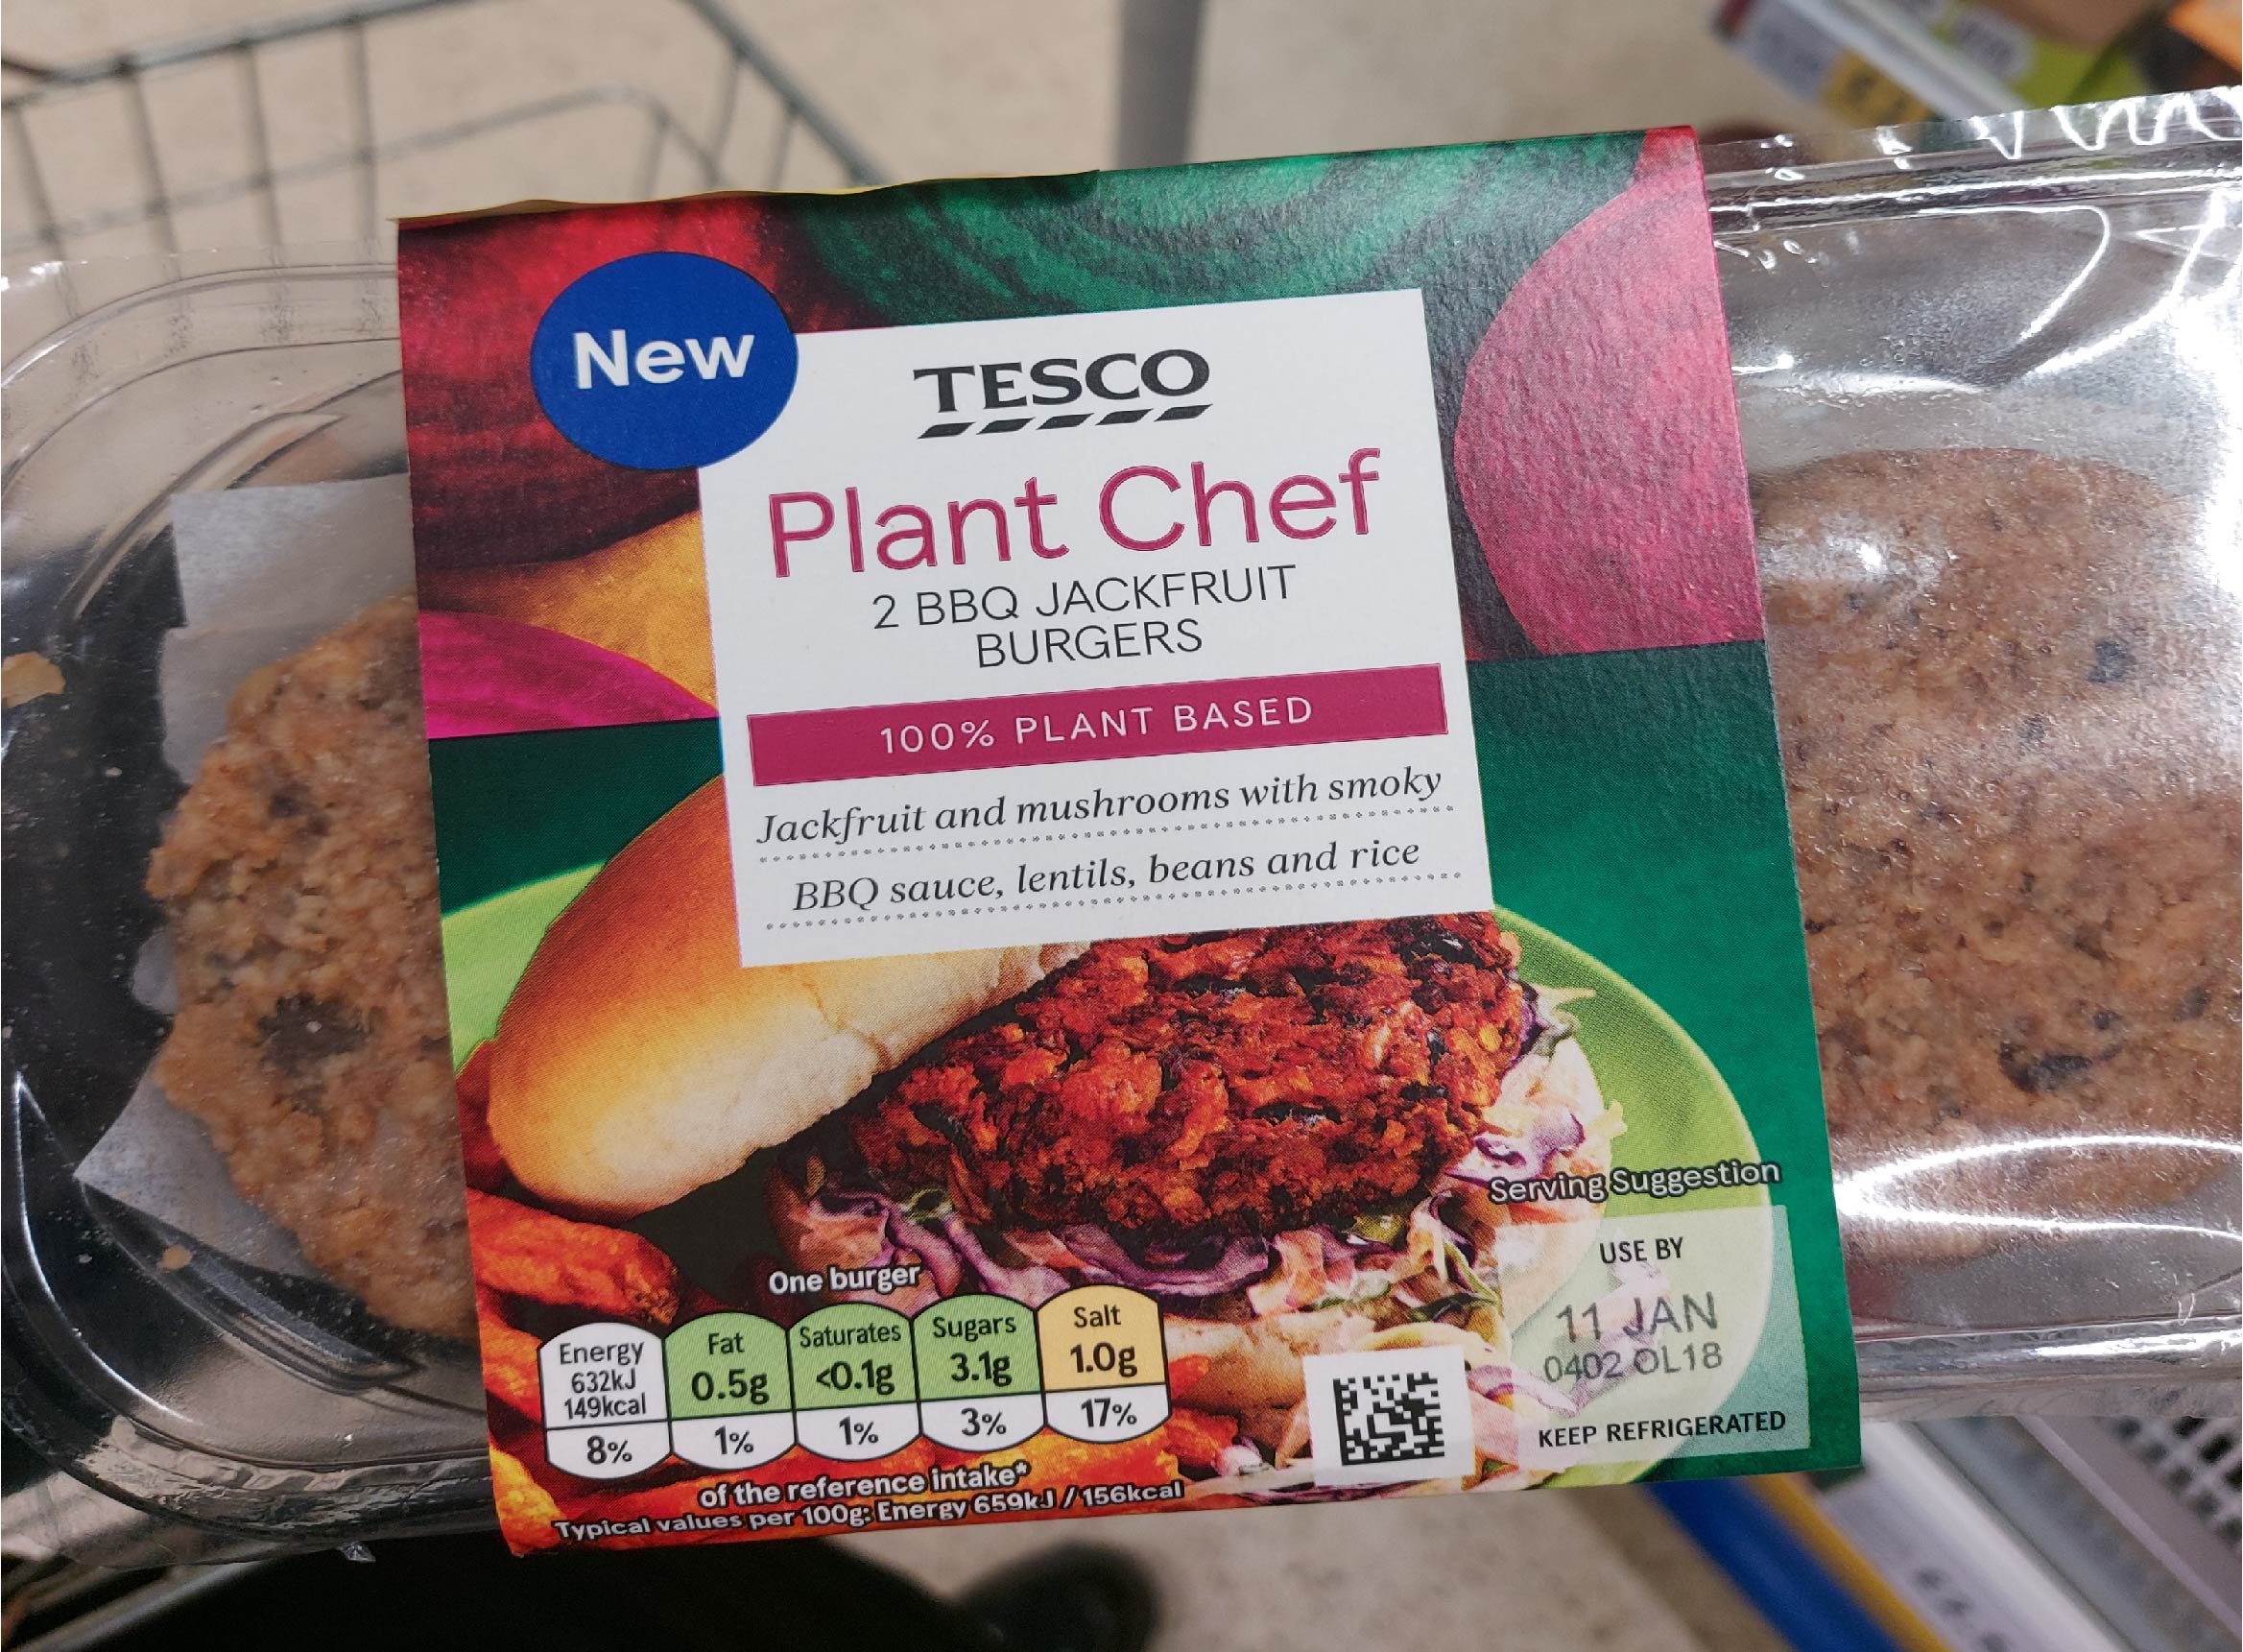 New
TESCO
Plant Chef
2 BBQ JACKFRUIT
BURGERS
100% PLANT BASED
Jackfruit and mushrooms with smoky
BBQ sauce, lentils, beans and rice
Serving Suggestion
USE BY
11 JAN
0402 OL18
KEEP REFRIGERATED
One burger
Energy
632kJ
149kcal
8%
Fat
0.5g
1%
Saturates
<0.1g
1%
Sugars
3.1g
3%
Salt
1.0g
17%
of the reference intake*
Typical values per 100g: Energy 659kJ / 156kcal